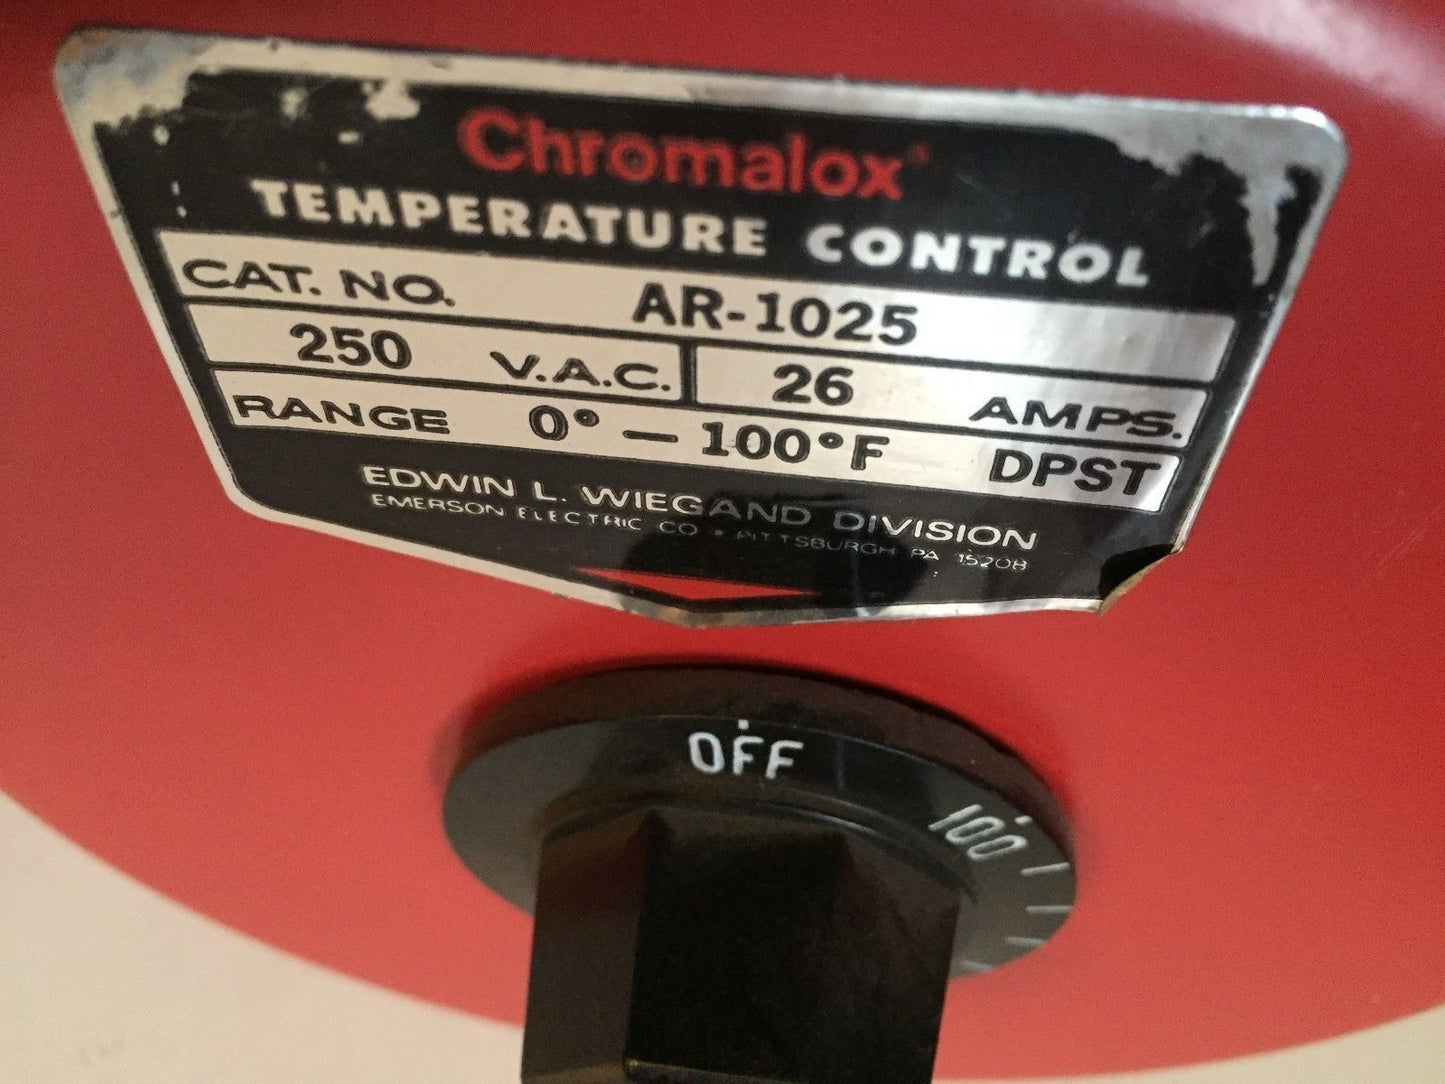 Chromalox®
TEMPERATURE CONTROL
CAT. NO. AR-1025
250 V.A.C. 26 AMPS.
RANGE 0° — 100°F DPST
EDWIN L. WIEGAND DIVISION
EMERSON ELECTRIC CO • PITTSBURGH PA 15208
OFF
100